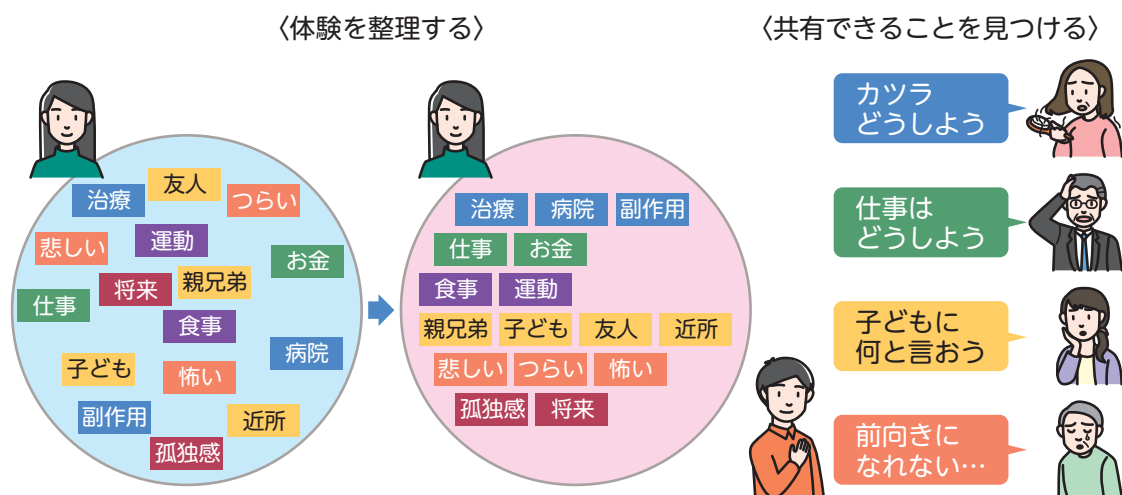 〈体験を整理する〉
友人
治療
つらい
運動
悲しい
お金
親兄弟
将来
仕事
食事
病院
子ども
怖い
副作用
近所
孤独感
治療 病院 副作用
仕事 お金
食事 運動
親兄弟 子ども 友人 近所
悲しい つらい 怖い
孤独感 将来
〈共有できることを見つける〉
カツラ
どうしよう
仕事は
どうしよう
子どもに
何と言おう
前向きに
なれない…